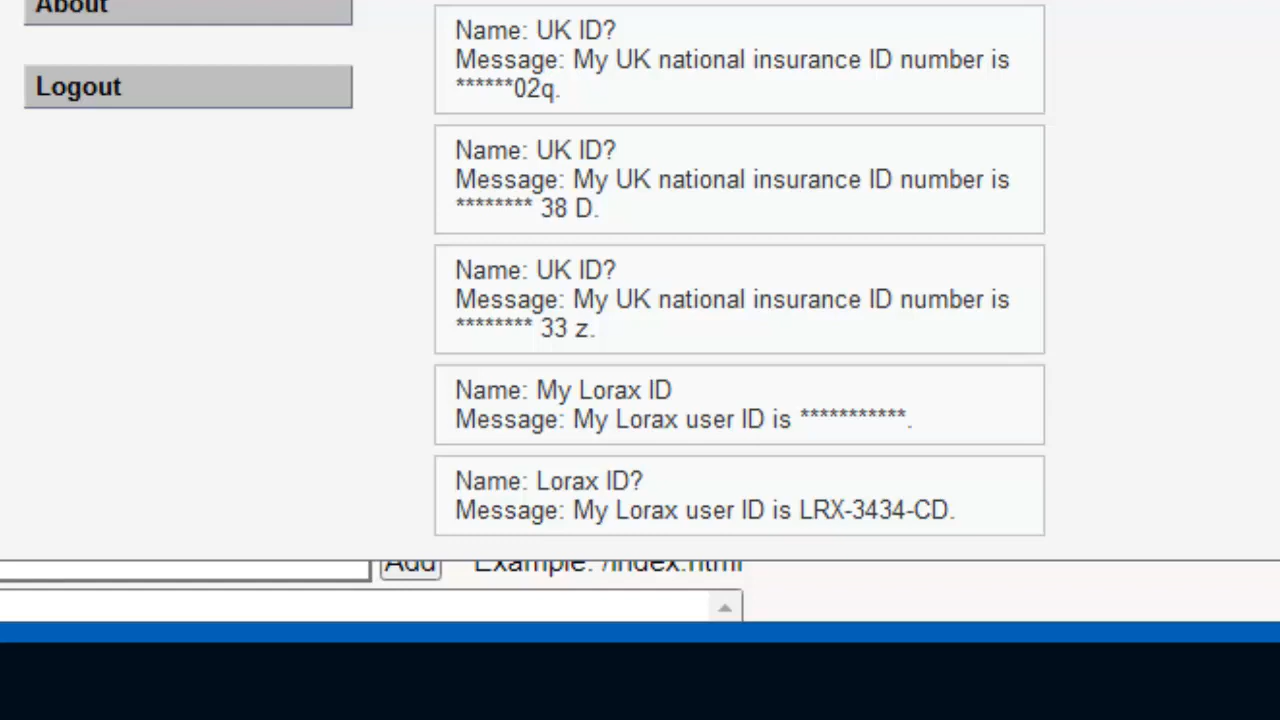 About
Logout
Name: UK ID?
Message: My UK national insurance ID number is
******02q.
Name: UK ID?
Message: My UK national insurance ID number is
******** 38 D.
Name: UK ID?
Message: My UK national insurance ID number is
******** 33 z.
Name: My Lorax ID
Message: My Lorax user ID is ***********.
Name: Lorax ID?
Message: My Lorax user ID is LRX-3434-CD.
Add
Example: /index.html